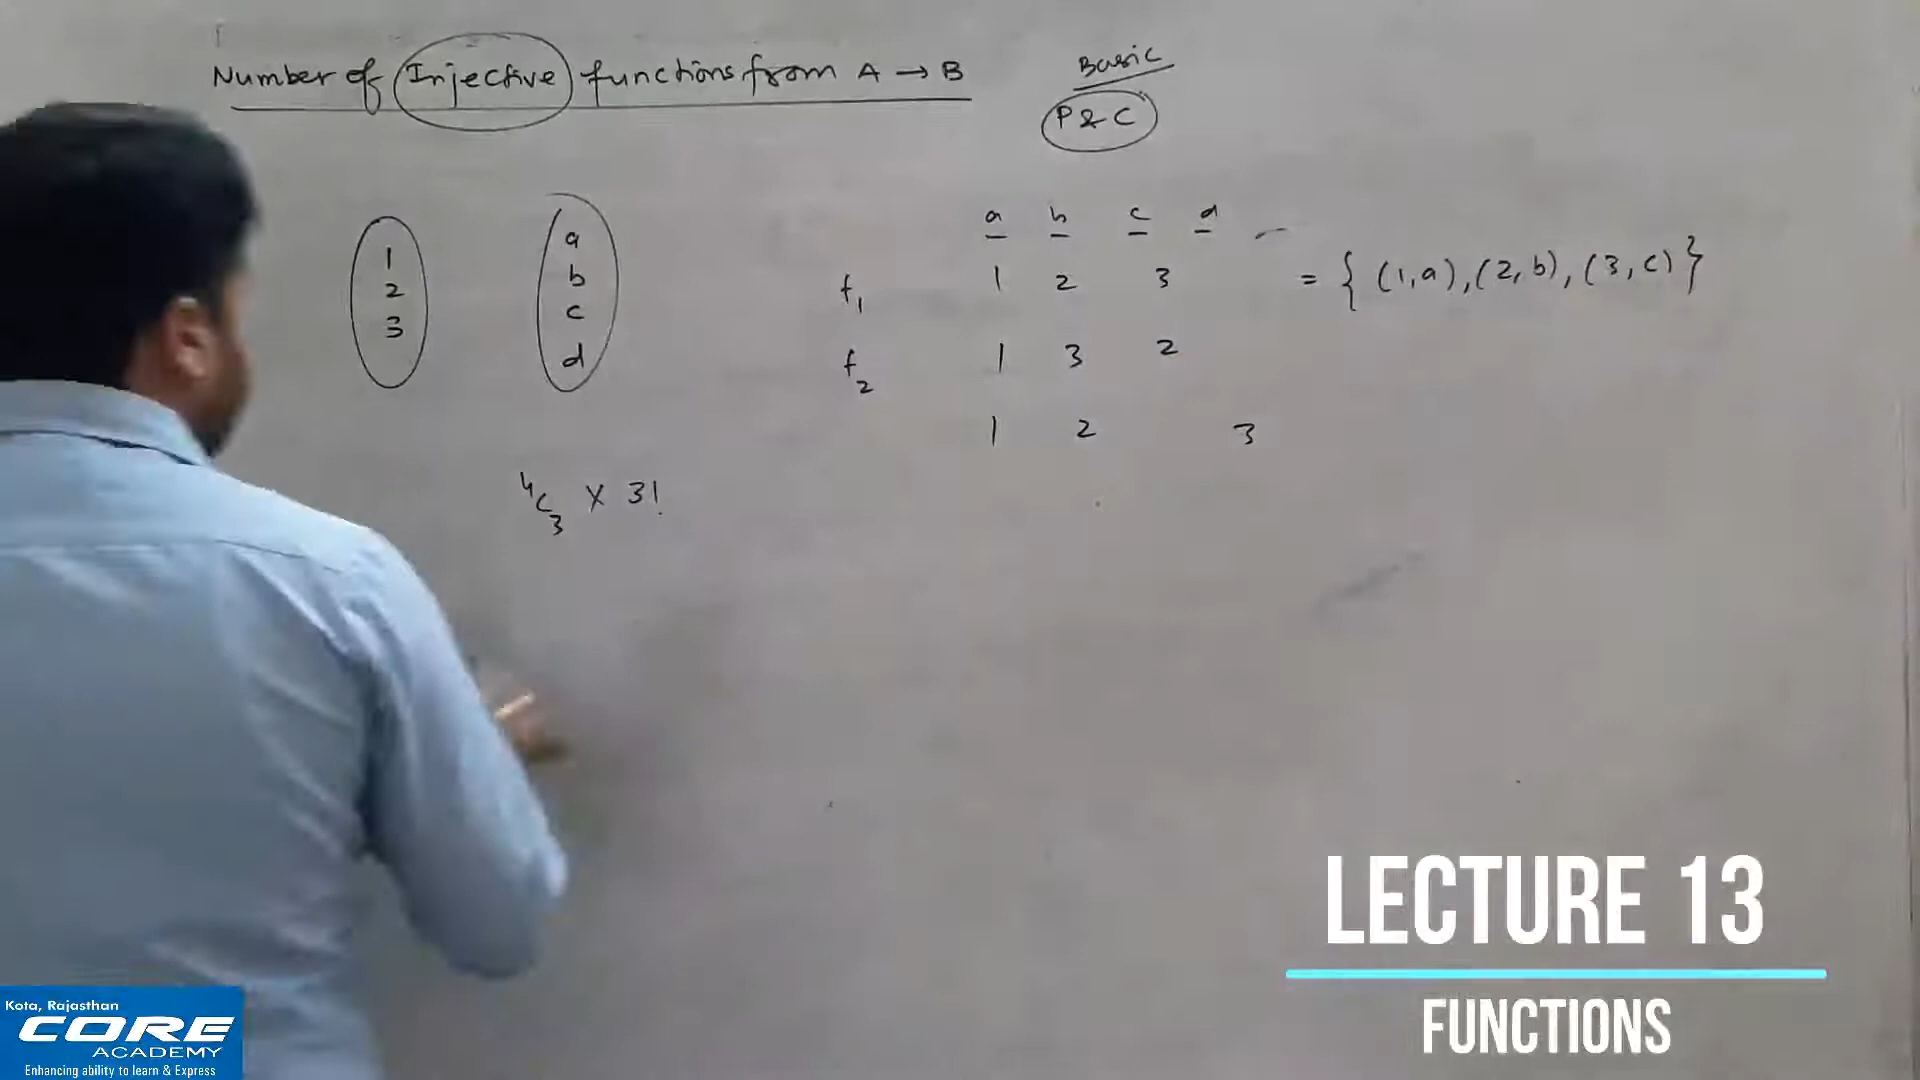 Number of Injective functions from A → B
Basic
P & C
1
2
3
a
b
c
d
a b c d
f₁ 1 2 3 = { (1,a), (2,b), (3,c) }
f₂ 1 3 2
1 2 3
⁴C₃ × 3!
LECTURE 13
FUNCTIONS
Kota, Rajasthan
CORE
ACADEMY
Enhancing ability to learn & Express